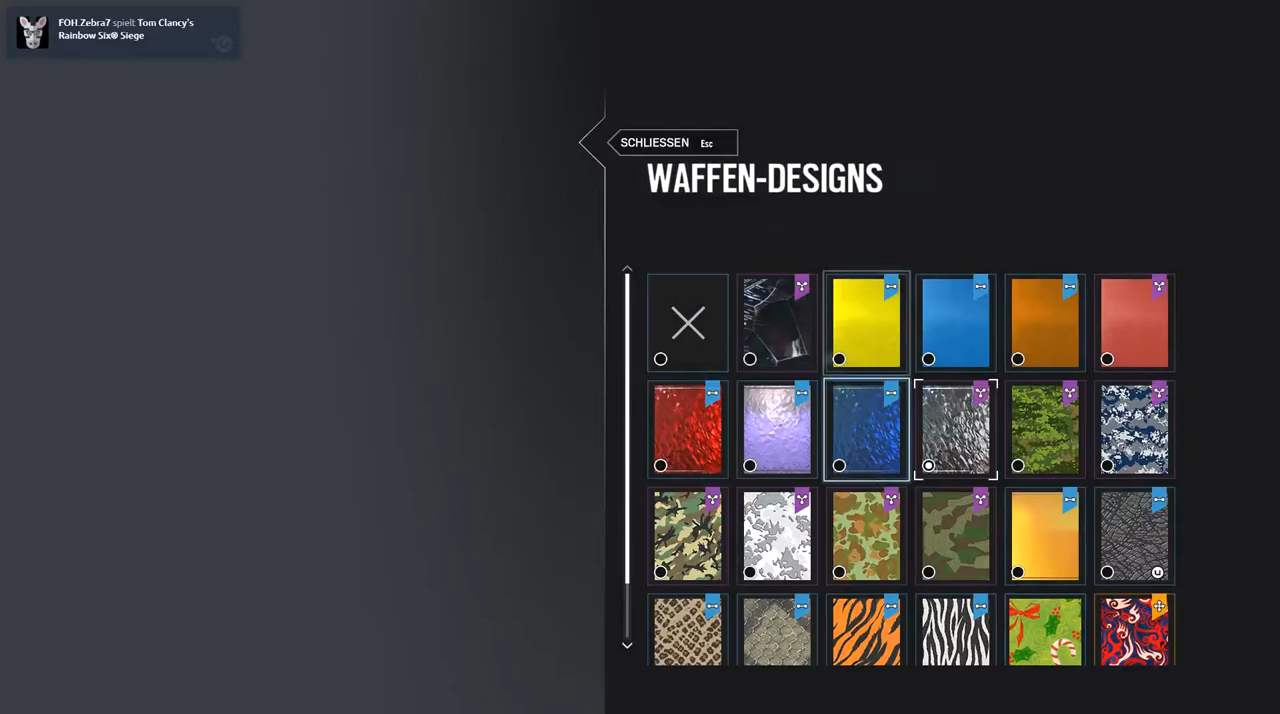 FOH.Zebra7 spielt Tom Clancy's
Rainbow Six® Siege
SCHLIESSEN Esc
WAFFEN-DESIGNS